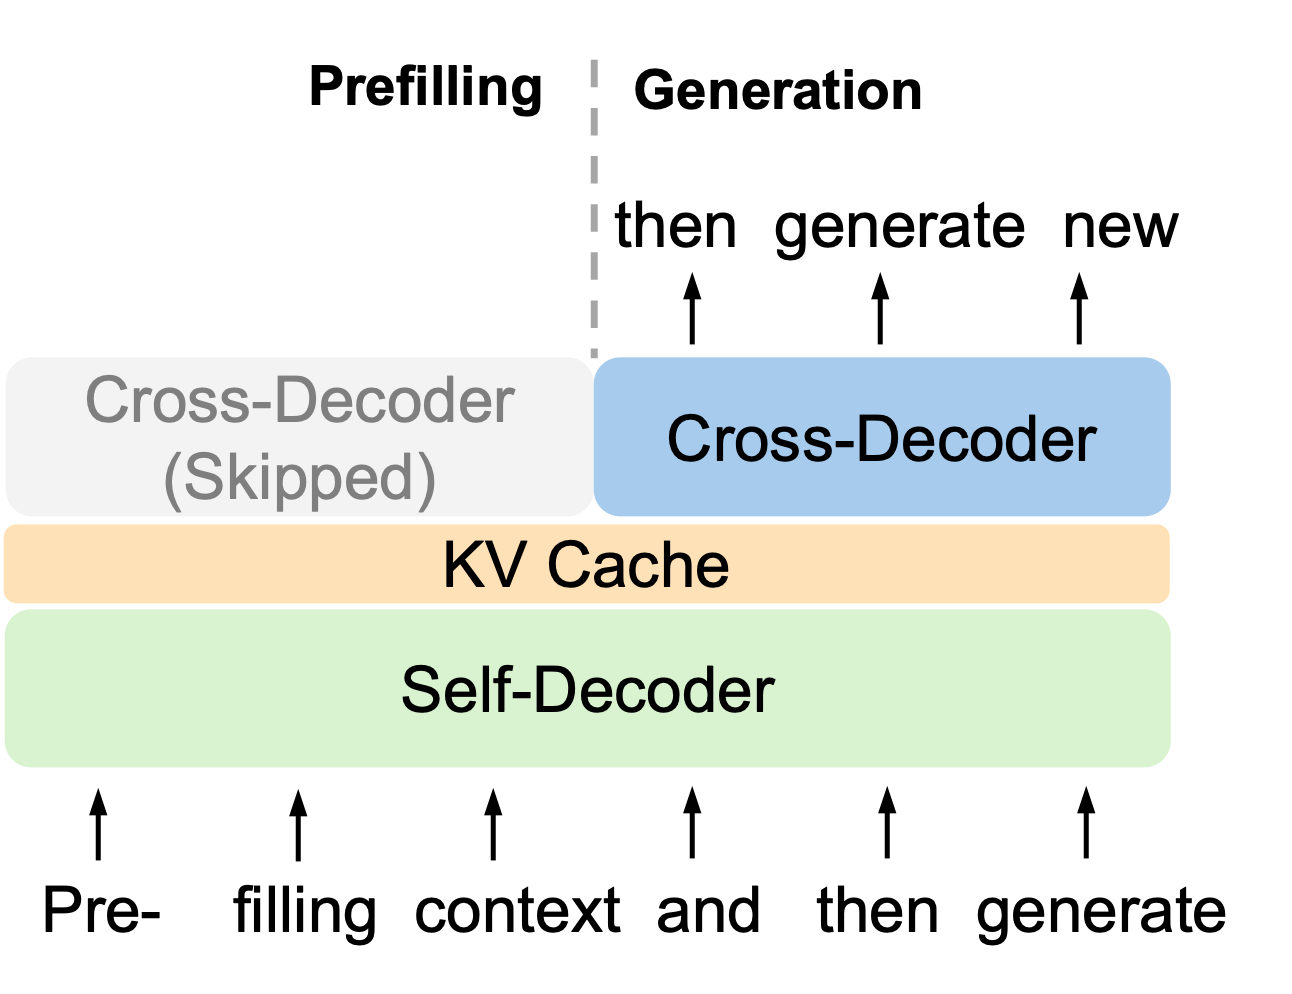 Prefilling Generation
then generate new
Cross-Decoder
(Skipped)
Cross-Decoder
KV Cache
Self-Decoder
Pre- filling context and then generate